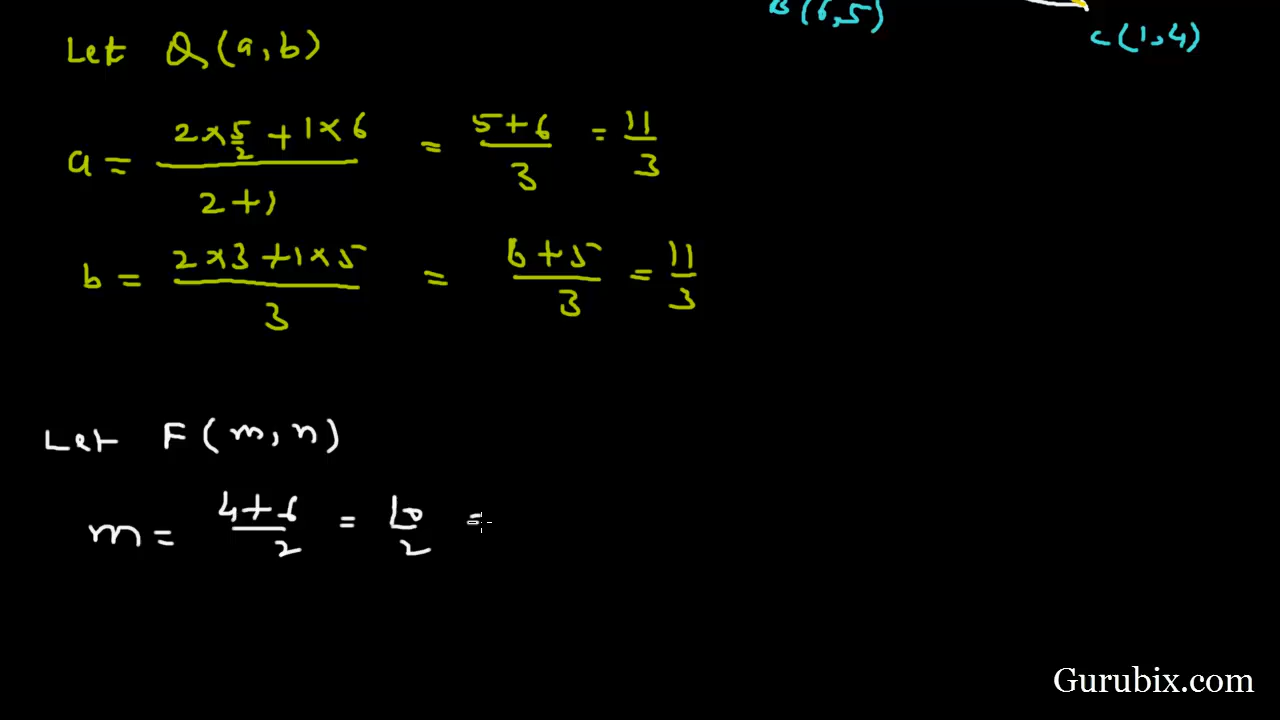 B(6,5)
C(1,4)
Let Q(a,b)
a = (2×5/2 + 1×6)/(2+1) = (5+6)/3 = 11/3
b = (2×3+1×5)/3 = (6+5)/3 = 11/3
Let F(m,n)
m = (4+6)/2 = 10/2 =
Gurubix.com